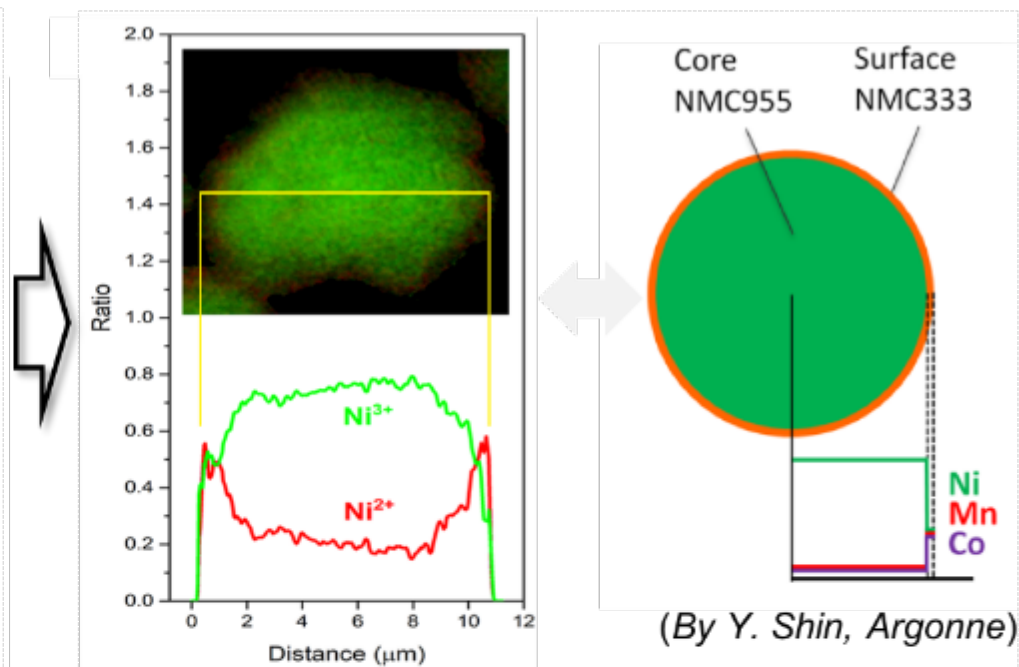 2.0
1.8
1.6
1.4
1.2
1.0
0.8
0.6
0.4
0.2
0.0
Ratio
Ni³⁺
Ni²⁺
0 2 4 6 8 10 12
Distance (μm)
Core
NMC955
Surface
NMC333
Ni
Mn
Co
(By Y. Shin, Argonne)